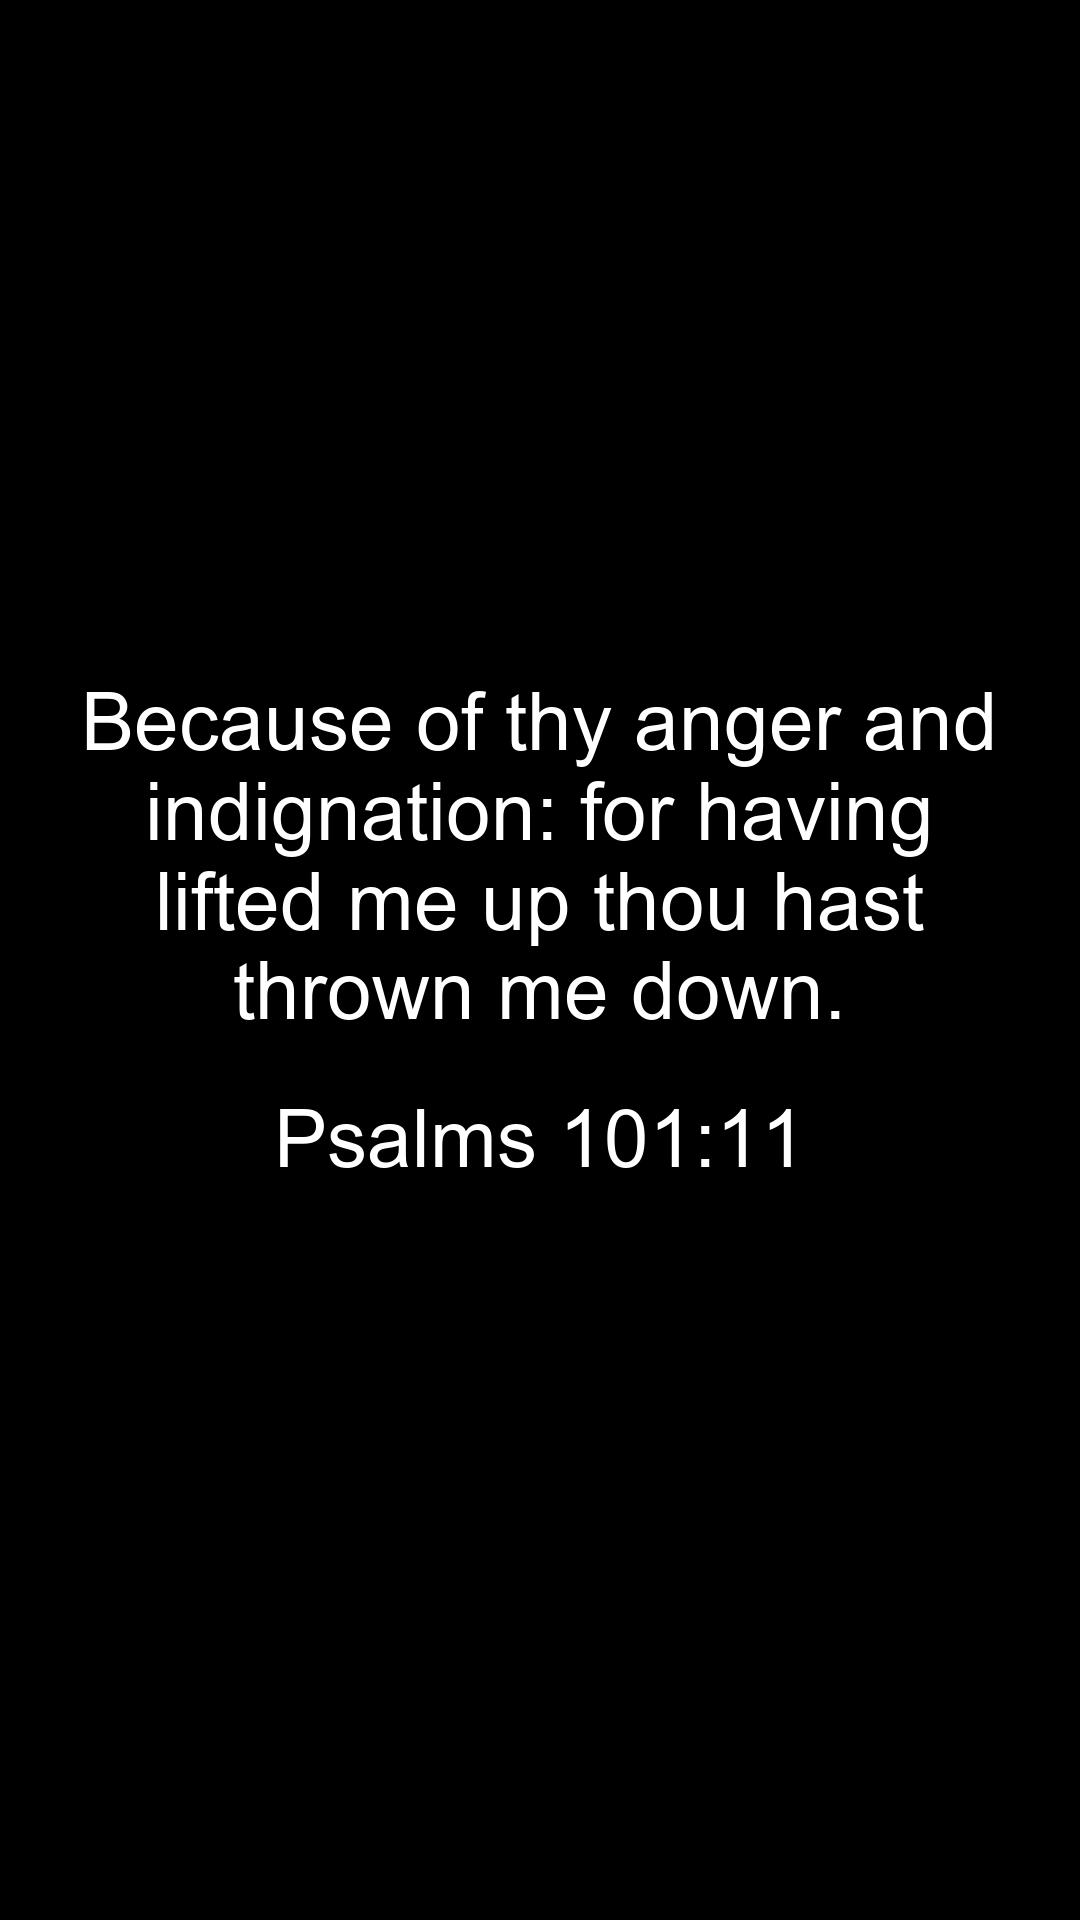 Because of thy anger and
indignation: for having
lifted me up thou hast
thrown me down.
Psalms 101:11